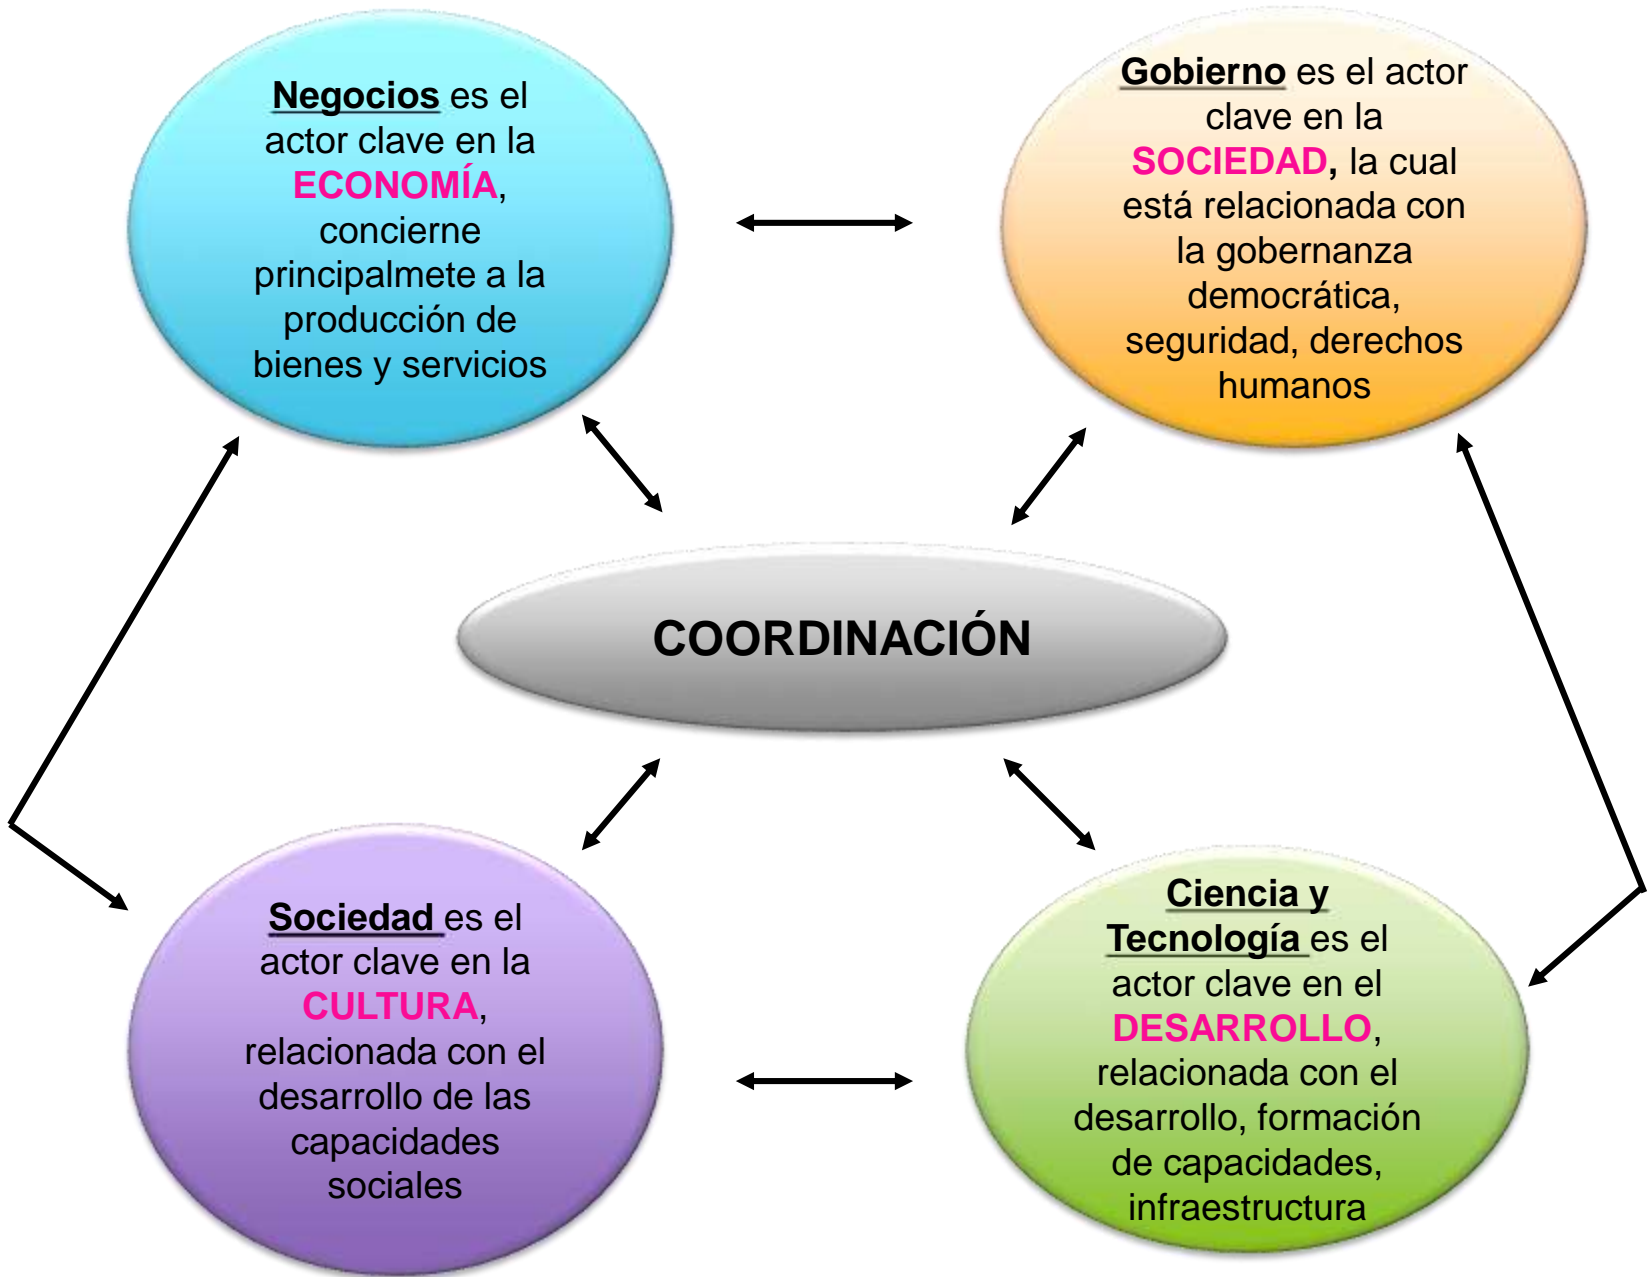 Negocios es el
actor clave en la
ECONOMÍA,
concierne
principalmete a la
producción de
bienes y servicios
Gobierno es el actor
clave en la
SOCIEDAD, la cual
está relacionada con
la gobernanza
democrática,
seguridad, derechos
humanos
COORDINACIÓN
Sociedad es el
actor clave en la
CULTURA,
relacionada con el
desarrollo de las
capacidades
sociales
Ciencia y
Tecnología es el
actor clave en el
DESARROLLO,
relacionada con el
desarrollo, formación
de capacidades,
infraestructura